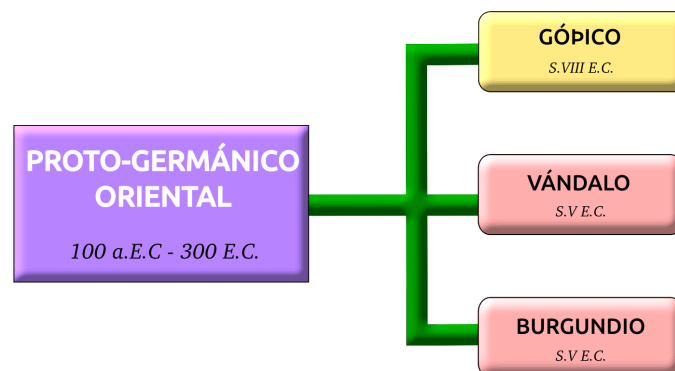 PROTO-GERMÁNICO
ORIENTAL
100 a.E.C - 300 E.C.
GÓÞICO
S.VIII E.C.
VÁNDALO
S.V E.C.
BURGUNDIO
S.V E.C.